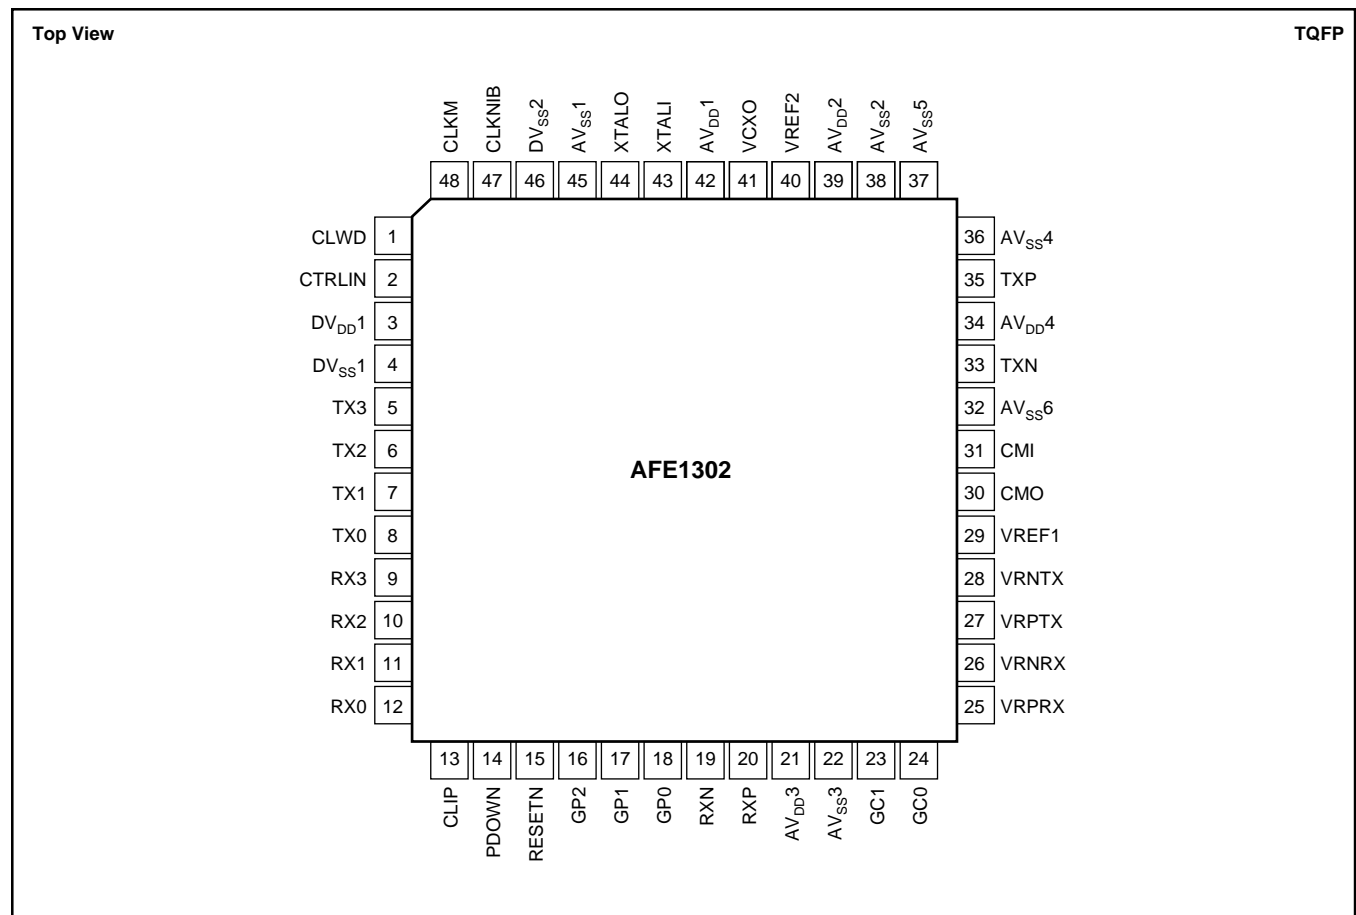 Top View TQFP
CLKM CLKNIB DVSS2 AVSS1 XTALO XTALI AVDD1 VCXO VREF2 AVDD2 AVSS2 AVSS5
48 47 46 45 44 43 42 41 40 39 38 37
CLWD 1 36 AVSS4
CTRLIN 2 35 TXP
DVDD1 3 34 AVDD4
DVSS1 4 33 TXN
TX3 5 32 AVSS6
TX2 6 31 CMI
AFE1302
TX1 7 30 CMO
TX0 8 29 VREF1
RX3 9 28 VRNTX
RX2 10 27 VRPTX
RX1 11 26 VRNRX
RX0 12 25 VRPRX
13 14 15 16 17 18 19 20 21 22 23 24
CLIP PDOWN RESETN GP2 GP1 GP0 RXN RXP AVDD3 AVSS3 GC1 GC0